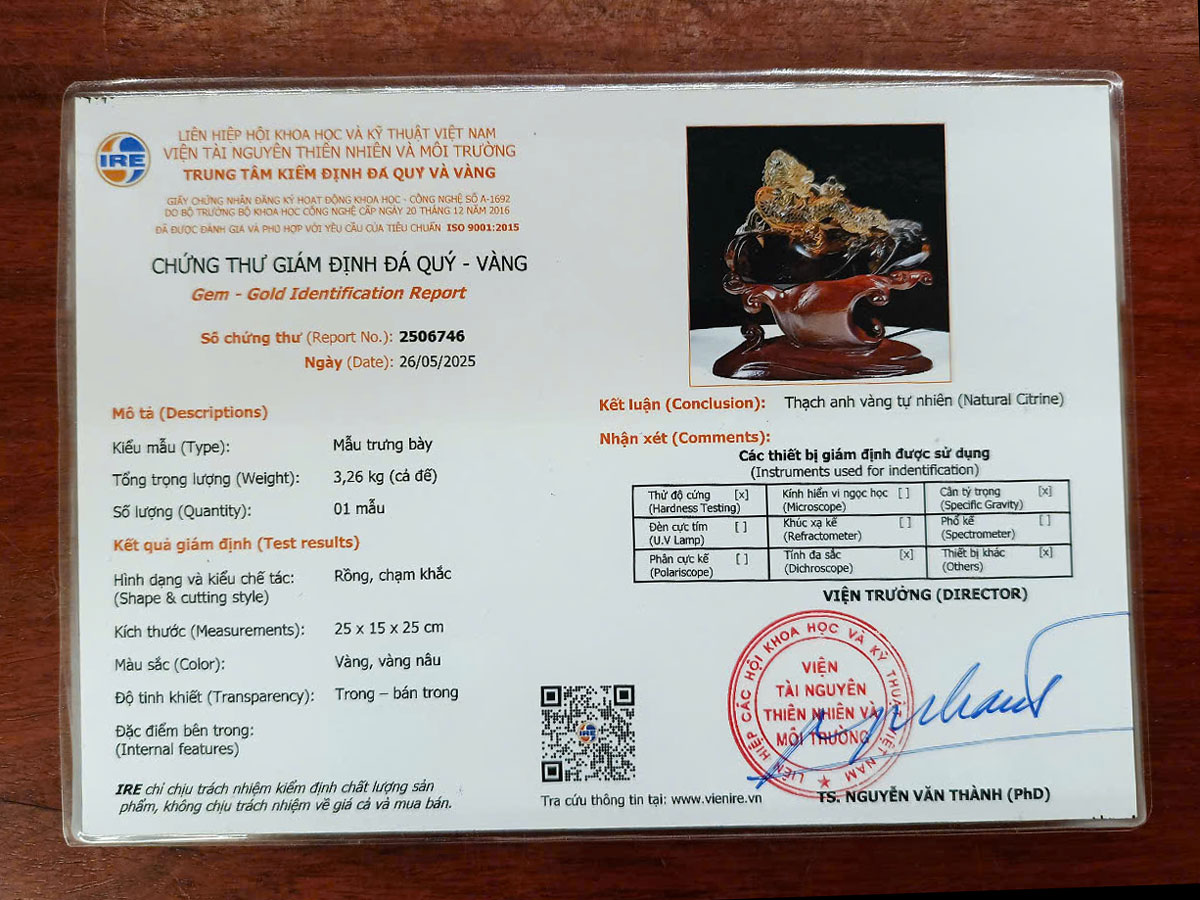 IRE
LIÊN HIỆP HỘI KHOA HỌC VÀ KỸ THUẬT VIỆT NAM
VIỆN TÀI NGUYÊN THIÊN NHIÊN VÀ MÔI TRƯỜNG
TRUNG TÂM KIỂM ĐỊNH ĐÁ QUÝ VÀ VÀNG
GIẤY CHỨNG NHẬN ĐĂNG KÝ HOẠT ĐỘNG KHOA HỌC - CÔNG NGHỆ SỐ A-1692
DO BỘ TRƯỞNG BỘ KHOA HỌC CÔNG NGHỆ CẤP NGÀY 20 THÁNG 12 NĂM 2016
ĐÃ ĐƯỢC ĐÁNH GIÁ VÀ PHÙ HỢP VỚI YÊU CẦU CỦA TIÊU CHUẨN ISO 9001:2015
CHỨNG THƯ GIÁM ĐỊNH ĐÁ QUÝ - VÀNG
Gem - Gold Identification Report
Số chứng thư (Report No.): 2506746
Ngày (Date): 26/05/2025
Mô tả (Descriptions)
Kiểu mẫu (Type): Mẫu trưng bày
Tổng trọng lượng (Weight): 3,26 kg (cả đế)
Số lượng (Quantity): 01 mẫu
Kết quả giám định (Test results)
Hình dạng và kiểu chế tác: Rồng, chạm khắc
(Shape & cutting style)
Kích thước (Measurements): 25 x 15 x 25 cm
Màu sắc (Color): Vàng, vàng nâu
Độ tinh khiết (Transparency): Trong – bán trong
Đặc điểm bên trong:
(Internal features)
IRE chỉ chịu trách nhiệm kiểm định chất lượng sản
phẩm, không chịu trách nhiệm về giá cả và mua bán.
Kết luận (Conclusion): Thạch anh vàng tự nhiên (Natural Citrine)
Nhận xét (Comments):
Các thiết bị giám định được sử dụng
(Instruments used for indentification)
Thử độ cứng [x] Kính hiển vi ngọc học [ ] Cân tỷ trọng [x]
(Hardness Testing) (Microscope) (Specific Gravity)
Đèn cực tím [ ] Khúc xạ kế [ ] Phổ kế [ ]
(U.V Lamp) (Refractometer) (Spectrometer)
Phân cực kế [ ] Tính đa sắc [x] Thiết bị khác [x]
(Polariscope) (Dichroscope) (Others)
VIỆN TRƯỞNG (DIRECTOR)
LIÊN HIỆP CÁC HỘI KHOA HỌC VÀ KỸ THUẬT VIỆT NAM
VIỆN
TÀI NGUYÊN
THIÊN NHIÊN VÀ
MÔI TRƯỜNG
IRE
Tra cứu thông tin tại: www.vienire.vn
TS. NGUYỄN VĂN THÀNH (PhD)